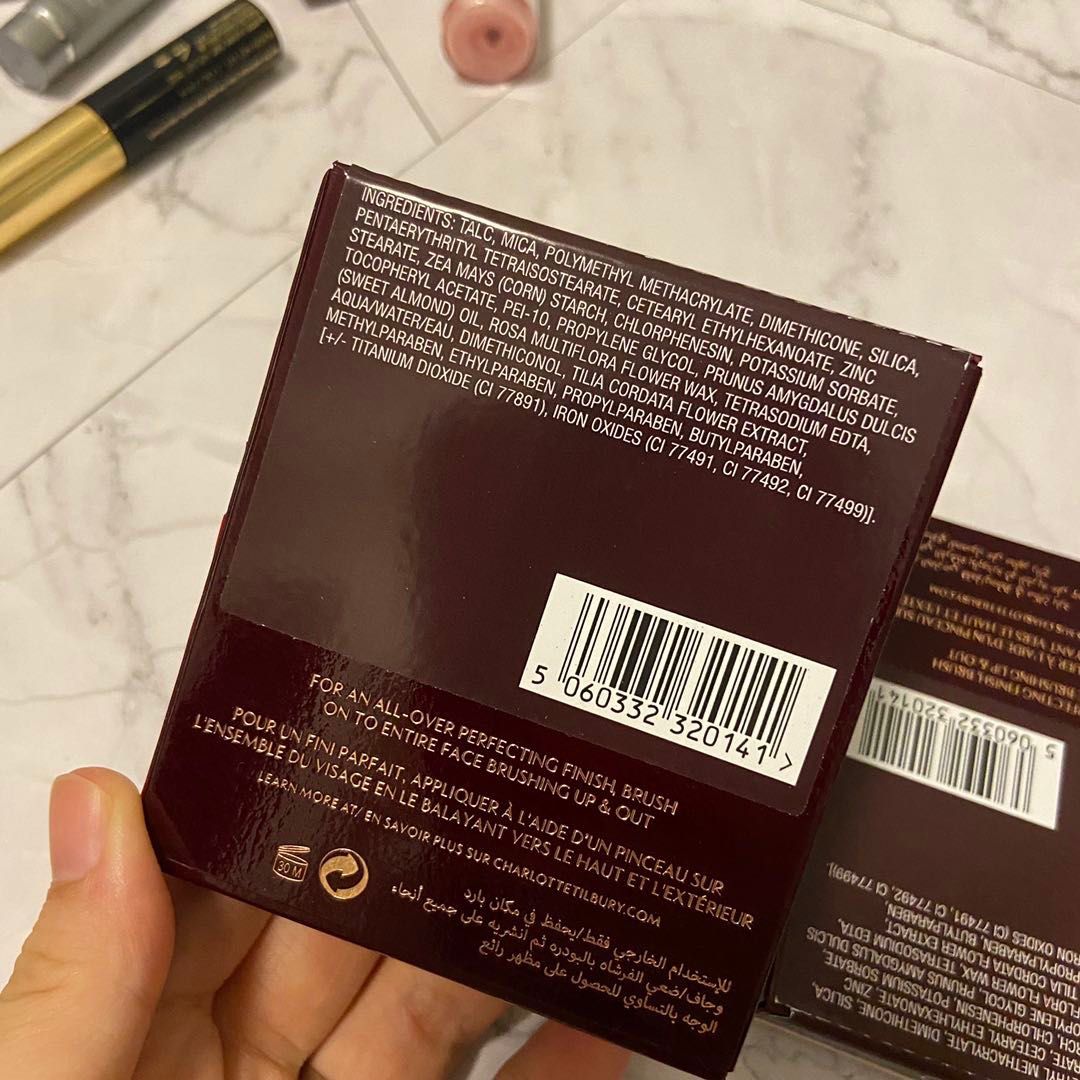 INGREDIENTS: TALC, MICA, POLYMETHYL METHACRYLATE, DIMETHICONE, SILICA,
PENTAERYTHRITYL TETRAISOSTEARATE, CETEARYL ETHYLHEXANOATE, ZINC
STEARATE, ZEA MAYS (CORN) STARCH, CHLORPHENESIN, POTASSIUM SORBATE,
TOCOPHERYL ACETATE, PEI-10, PROPYLENE GLYCOL, PRUNUS AMYGDALUS DULCIS
(SWEET ALMOND) OIL, ROSA MULTIFLORA FLOWER WAX, TETRASODIUM EDTA,
AQUA/WATER/EAU, DIMETHICONOL, TILIA CORDATA FLOWER EXTRACT,
METHYLPARABEN, ETHYLPARABEN, PROPYLPARABEN, BUTYLPARABEN,
[+/- TITANIUM DIOXIDE (CI 77891), IRON OXIDES (CI 77491, CI 77492, CI 77499)].
5 060332 320141 >
FOR AN ALL-OVER PERFECTING FINISH, BRUSH
ON TO ENTIRE FACE BRUSHING UP & OUT
POUR UN FINI PARFAIT, APPLIQUER À L'AIDE D'UN PINCEAU SUR
L'ENSEMBLE DU VISAGE EN LE BALAYANT VERS LE HAUT ET L'EXTÉRIEUR
LEARN MORE AT/ EN SAVOIR PLUS SUR CHARLOTTETILBURY.COM
30 M
للإستخدام الخارجي فقط/يحفظ في مكان بارد
وجاف/ضعي الفرشاه بالبودره ثم أنشريه على جميع أنحاء
الوجه بالتساوي للحصول على مظهر رائع
5 060332 320141